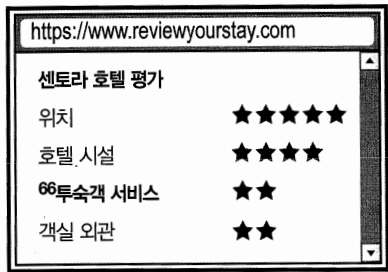 https://www.reviewyourstay.com
센토라 호텔 평가
위치 ★★★★★
호텔 시설 ★★★★
66투숙객 서비스 ★★
객실 외관 ★★